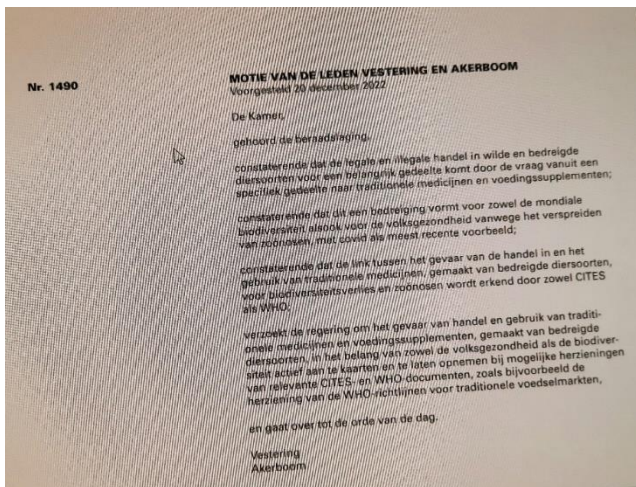 Nr. 1490
MOTIE VAN DE LEDEN VESTERING EN AKERBOOM
Voorgesteld 20 december 2022
De Kamer,
gehoord de beraadslaging,
constaterende dat de legale en illegale handel in wilde en bedreigde
diersoorten voor een belangrijk gedeelte komt door de vraag vanuit een
specifiek gedeelte naar traditionele medicijnen en voedingssupplementen;
constaterende dat dit een bedreiging vormt voor zowel de mondiale
biodiversiteit alsook voor de volksgezondheid vanwege het verspreiden
van zoönosen, met covid als meest recente voorbeeld;
constaterende dat de link tussen het gevaar van de handel in en het
gebruik van traditionele medicijnen, gemaakt van bedreigde diersoorten,
voor biodiversiteitsverlies en zoönosen wordt erkend door zowel CITES
als WHO;
verzoekt de regering om het gevaar van handel en gebruik van traditi-
onele medicijnen en voedingssupplementen, gemaakt van bedreigde
diersoorten, in het belang van zowel de volksgezondheid als de biodiver-
siteit actief aan te kaarten en te laten opnemen bij mogelijke herzieningen
van relevante CITES- en WHO-documenten, zoals bijvoorbeeld de
herziening van de WHO-richtlijnen voor traditionele voedselmarkten,
en gaat over tot de orde van de dag.
Vestering
Akerboom